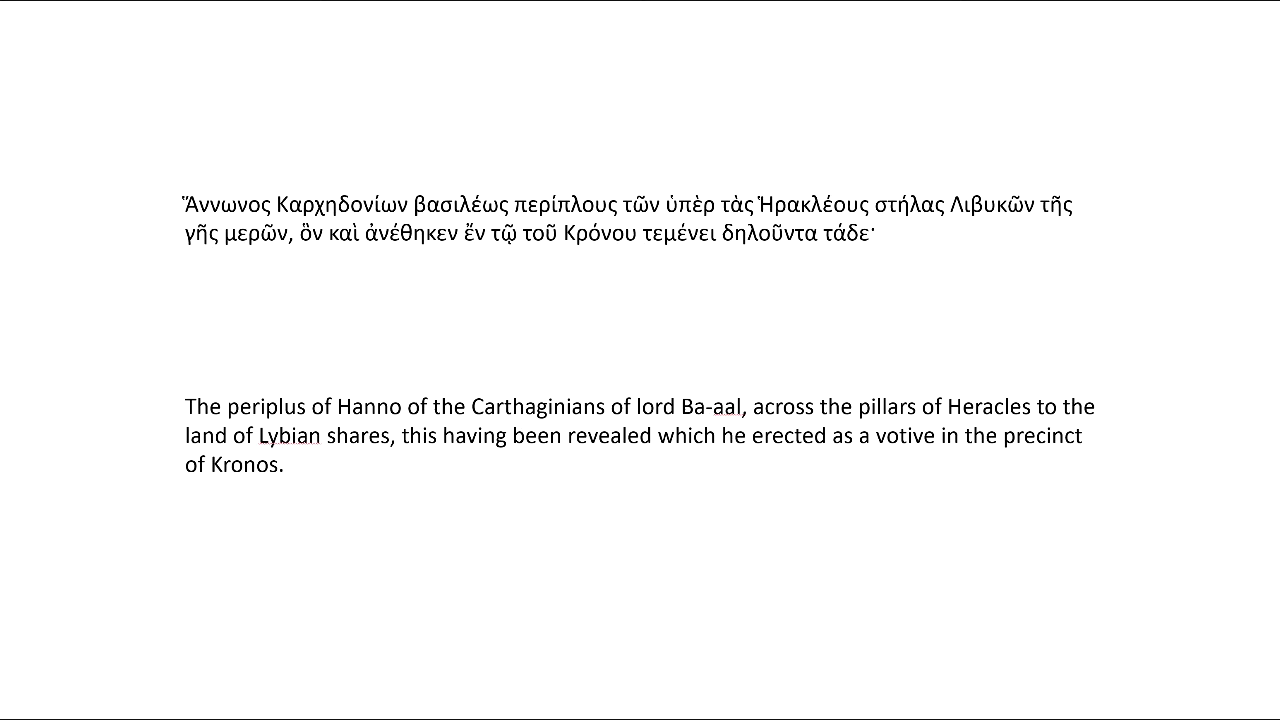 Ἄννωνος Καρχηδονίων βασιλέως περίπλους τῶν ὑπὲρ τὰς Ἡρακλέους στήλας Λιβυκῶν τῆς
γῆς μερῶν, ὃν καὶ ἀνέθηκεν ἔν τῷ τοῦ Κρόνου τεμένει δηλοῦντα τάδε·
The periplus of Hanno of the Carthaginians of lord Ba-aal, across the pillars of Heracles to the
land of Lybian shares, this having been revealed which he erected as a votive in the precinct
of Kronos.